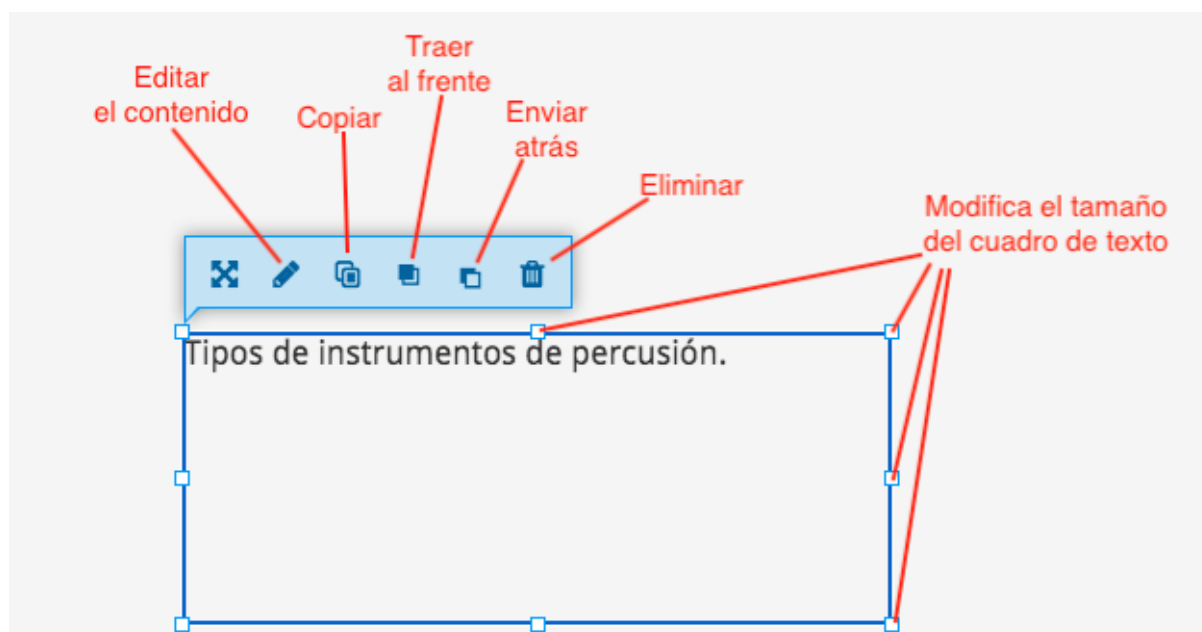 Traer
al frente
Editar
el contenido
Copiar
Enviar
atrás
Eliminar
Modifica el tamaño
del cuadro de texto
Tipos de instrumentos de percusión.